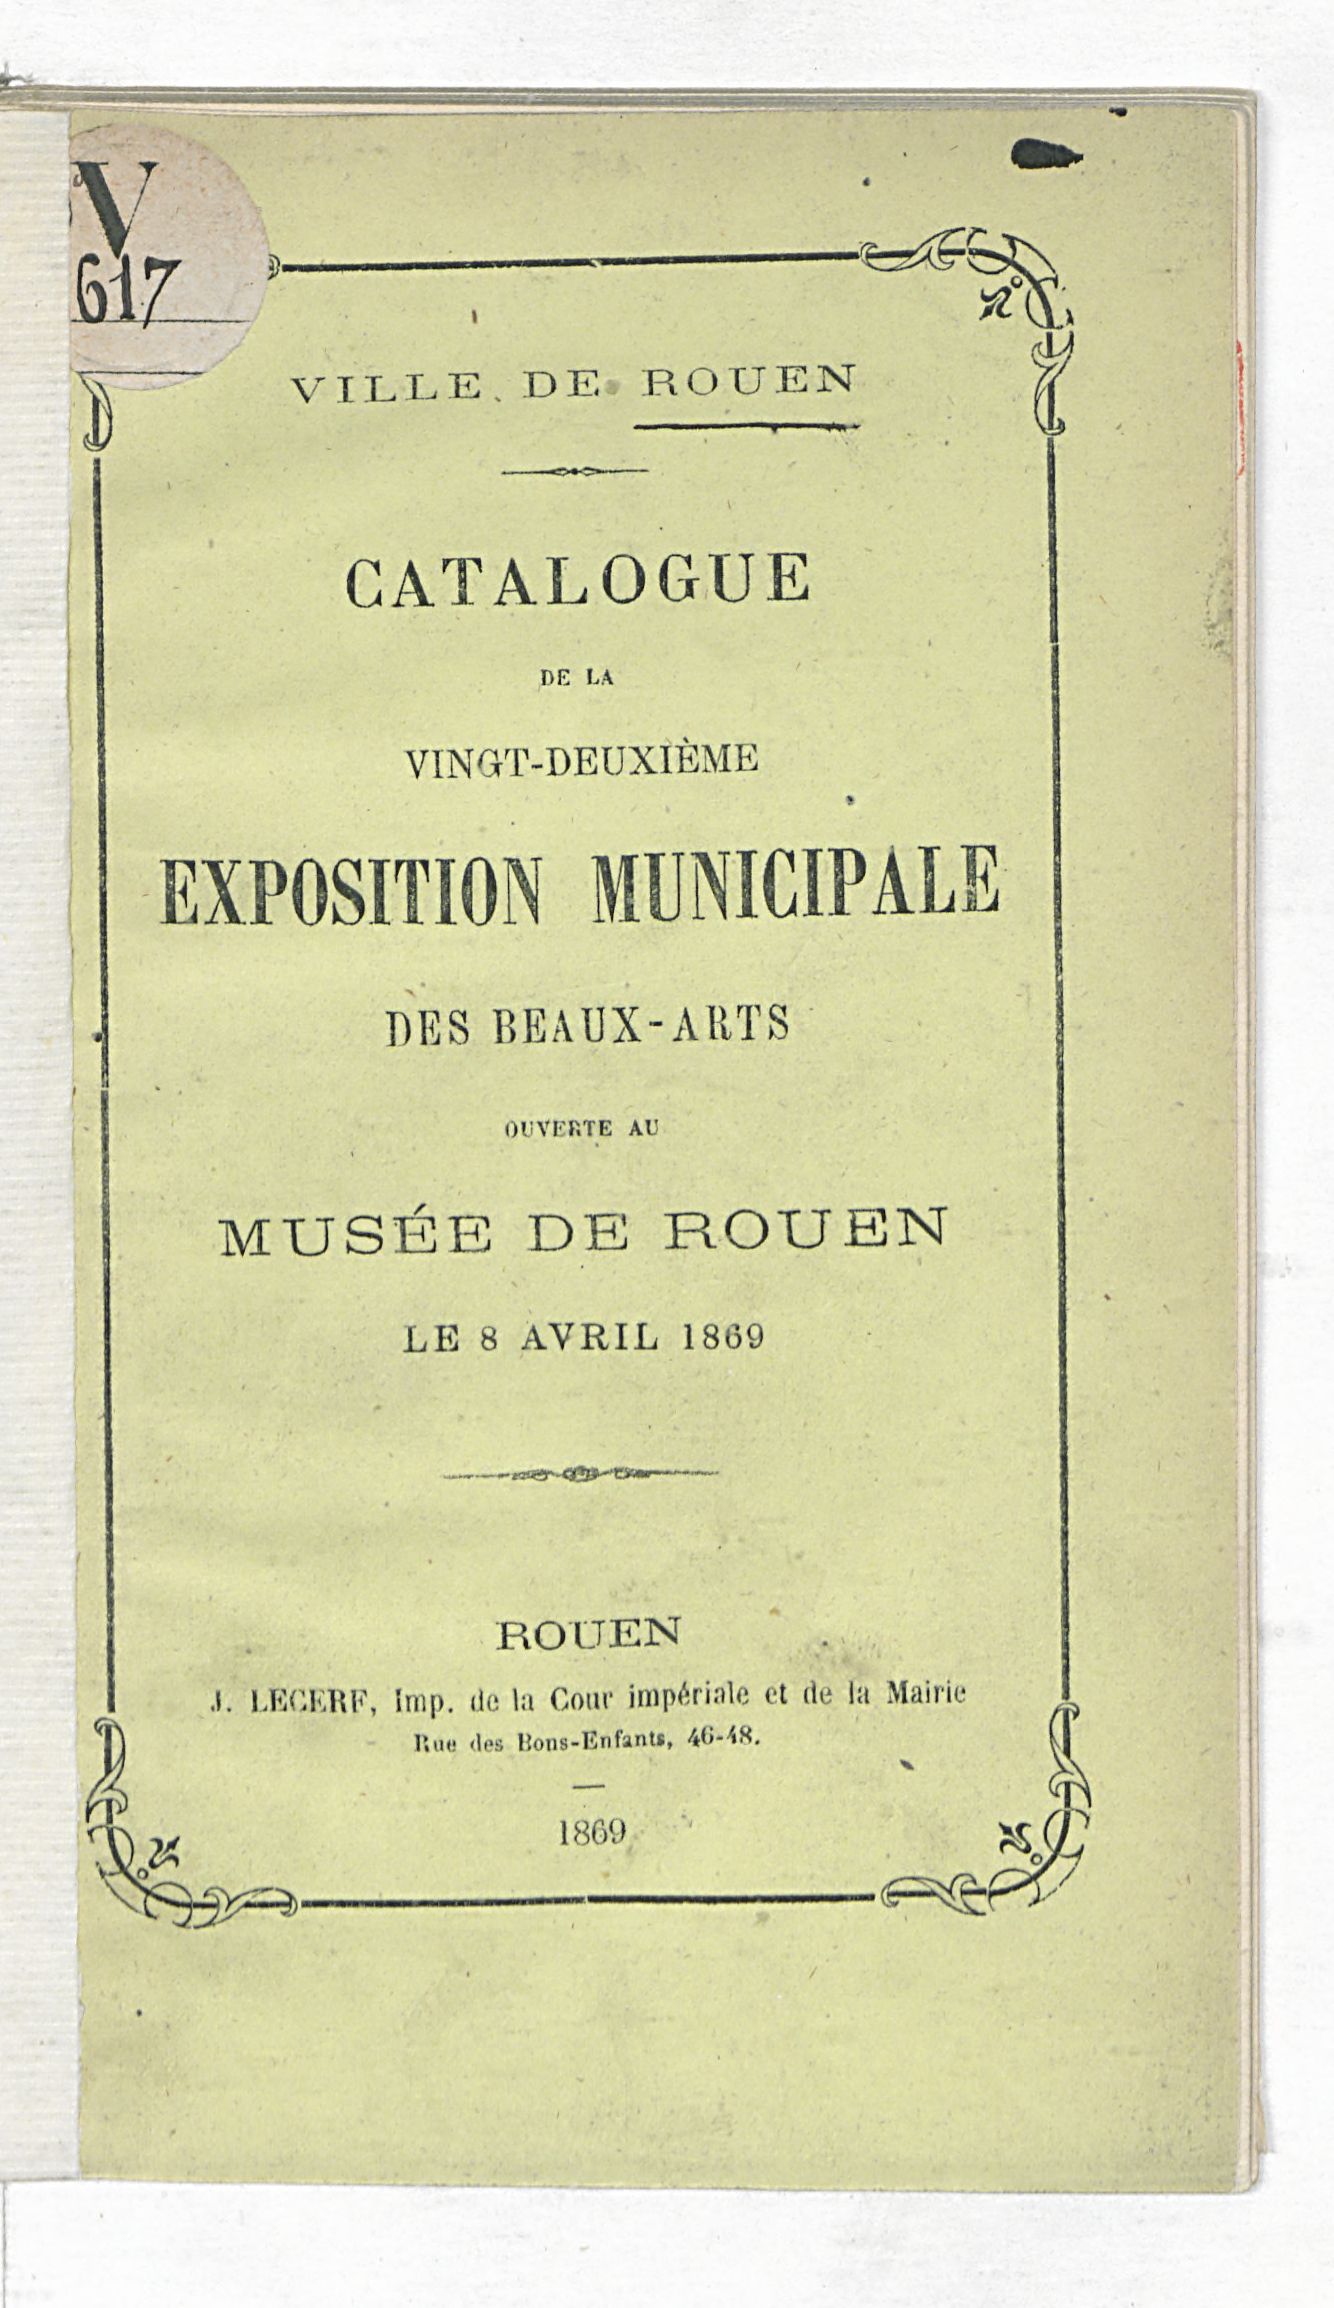 V
617
VILLE DE ROUEN
CATALOGUE
DE LA
VINGT-DEUXIÈME
EXPOSITION MUNICIPALE
DES BEAUX-ARTS
OUVERTE AU
MUSÉE DE ROUEN
LE 8 AVRIL 1869
ROUEN
J. LECERF, Imp. de la Cour impériale et de la Mairie
Rue des Bons-Enfants, 46-48.
1869